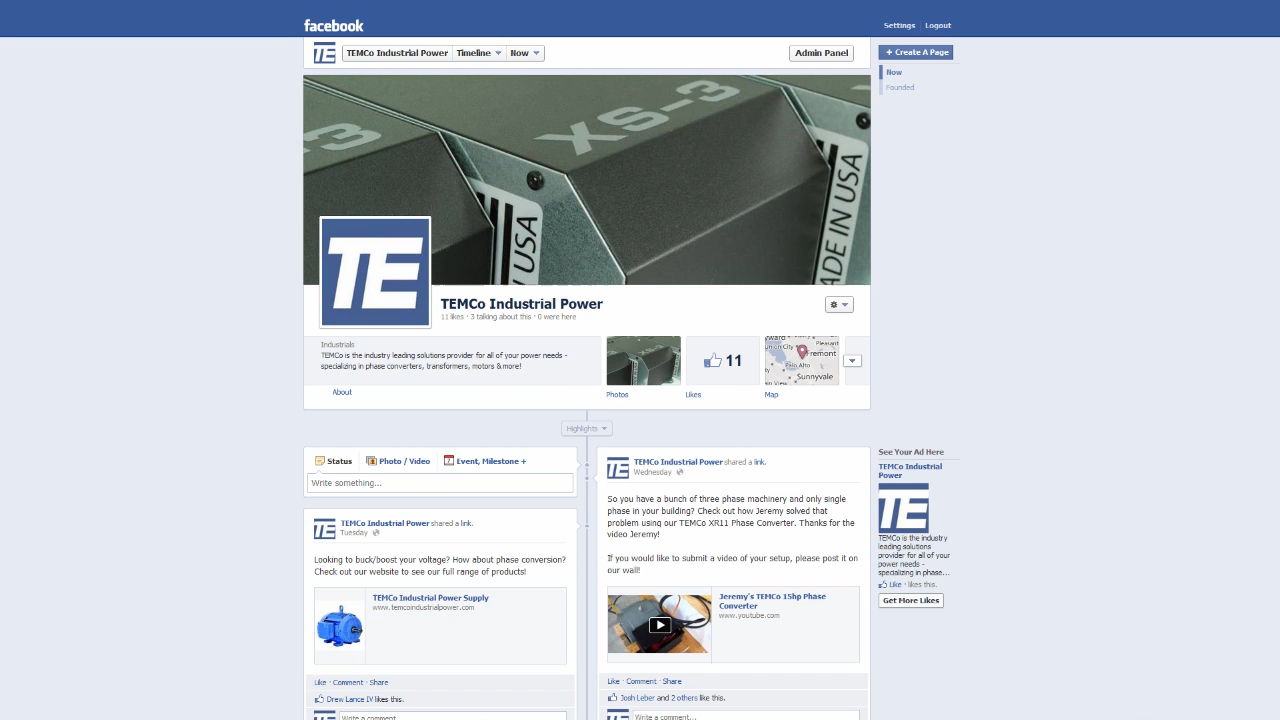 facebook
Settings
Logout
TE
TEMCo Industrial Power
Timeline
Now
Admin Panel
+ Create A Page
Now
Founded
3
XS-3
USA
MADE IN USA
TE
TEMCo Industrial Power
11 likes · 3 talking about this · 0 were here
Industrials
TEMCo is the industry leading solutions provider for all of your power needs -
specializing in phase converters, transformers, motors & more!
About
11
Fremont
Pleasant
Union City
Palo Alto
Sunnyvale
Photos
Likes
Map
Highlights
Status
Photo / Video
Event, Milestone +
Write something...
TE
TEMCo Industrial Power shared a link.
Tuesday
Looking to buck/boost your voltage? How about phase conversion?
Check out our website to see our full range of products!
TEMCo Industrial Power Supply
www.temcoindustrialpower.com
Like · Comment · Share
Drew Lance IV likes this.
Write a comment...
TE
TEMCo Industrial Power shared a link.
Wednesday
So you have a bunch of three phase machinery and only single
phase in your building? Check out how Jeremy solved that
problem using our TEMCo XR11 Phase Converter. Thanks for the
video Jeremy!
If you would like to submit a video of your setup, please post it on
our wall!
Jeremy's TEMCo 15hp Phase
Converter
www.youtube.com
Like · Comment · Share
Josh Leber and 2 others like this.
Write a comment...
See Your Ad Here
TEMCo Industrial
Power
TE
TEMCo is the industry
leading solutions
provider for all of your
power needs -
specializing in phase...
Like · likes this.
Get More Likes